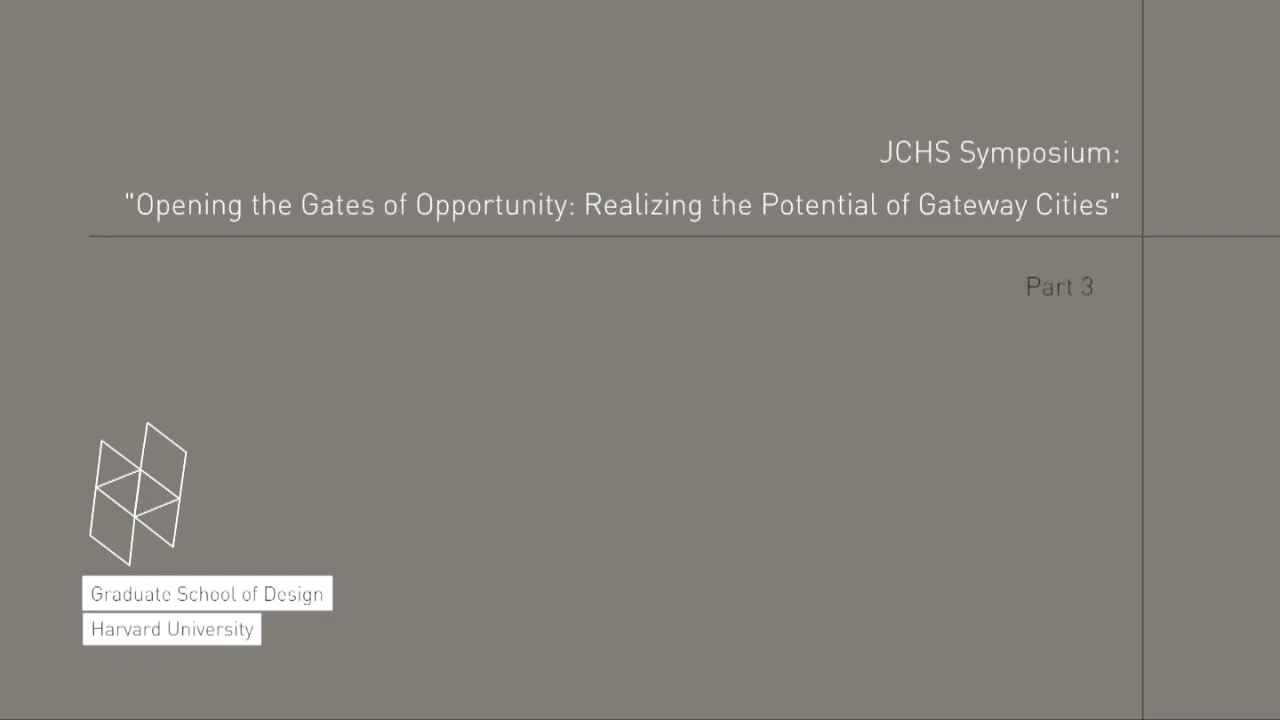 JCHS Symposium:
"Opening the Gates of Opportunity: Realizing the Potential of Gateway Cities"
Part 3
Graduate School of Design
Harvard University